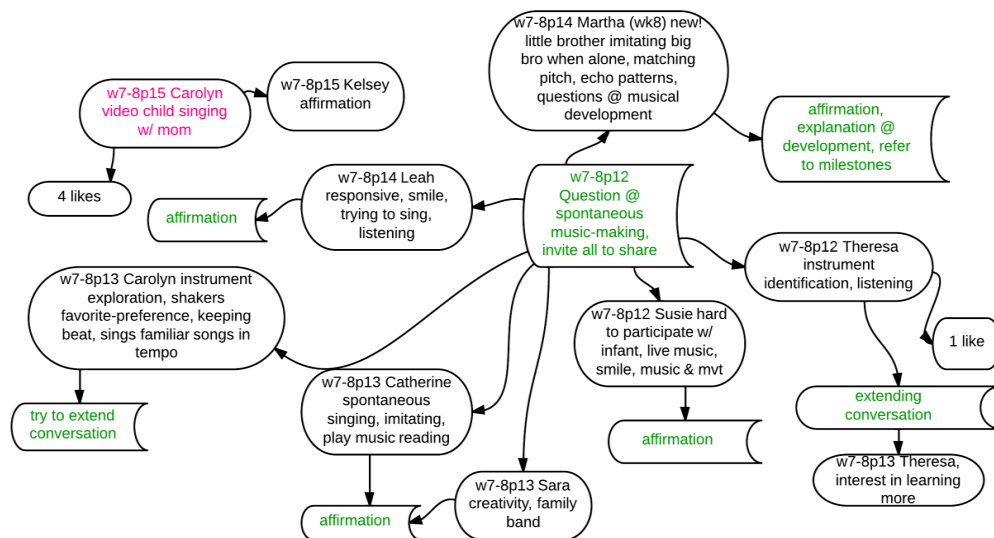 w7-8p14 Martha (wk8) new!
little brother imitating big
bro when alone, matching
pitch, echo patterns,
questions @ musical
development
w7-8p15 Carolyn
video child singing
w/ mom
w7-8p15 Kelsey
affirmation
affirmation,
explanation @
development, refer
to milestones
4 likes
w7-8p14 Leah
responsive, smile,
trying to sing,
listening
affirmation
w7-8p12
Question @
spontaneous
music-making,
invite all to share
w7-8p12 Theresa
instrument
identification, listening
w7-8p13 Carolyn instrument
exploration, shakers
favorite-preference, keeping
beat, sings familiar songs in
tempo
w7-8p12 Susie hard
to participate w/
infant, live music,
smile, music & mvt
1 like
w7-8p13 Catherine
spontaneous
singing, imitating,
play music reading
try to extend
conversation
extending
conversation
affirmation
w7-8p13 Theresa,
interest in learning
more
w7-8p13 Sara
creativity, family
band
affirmation